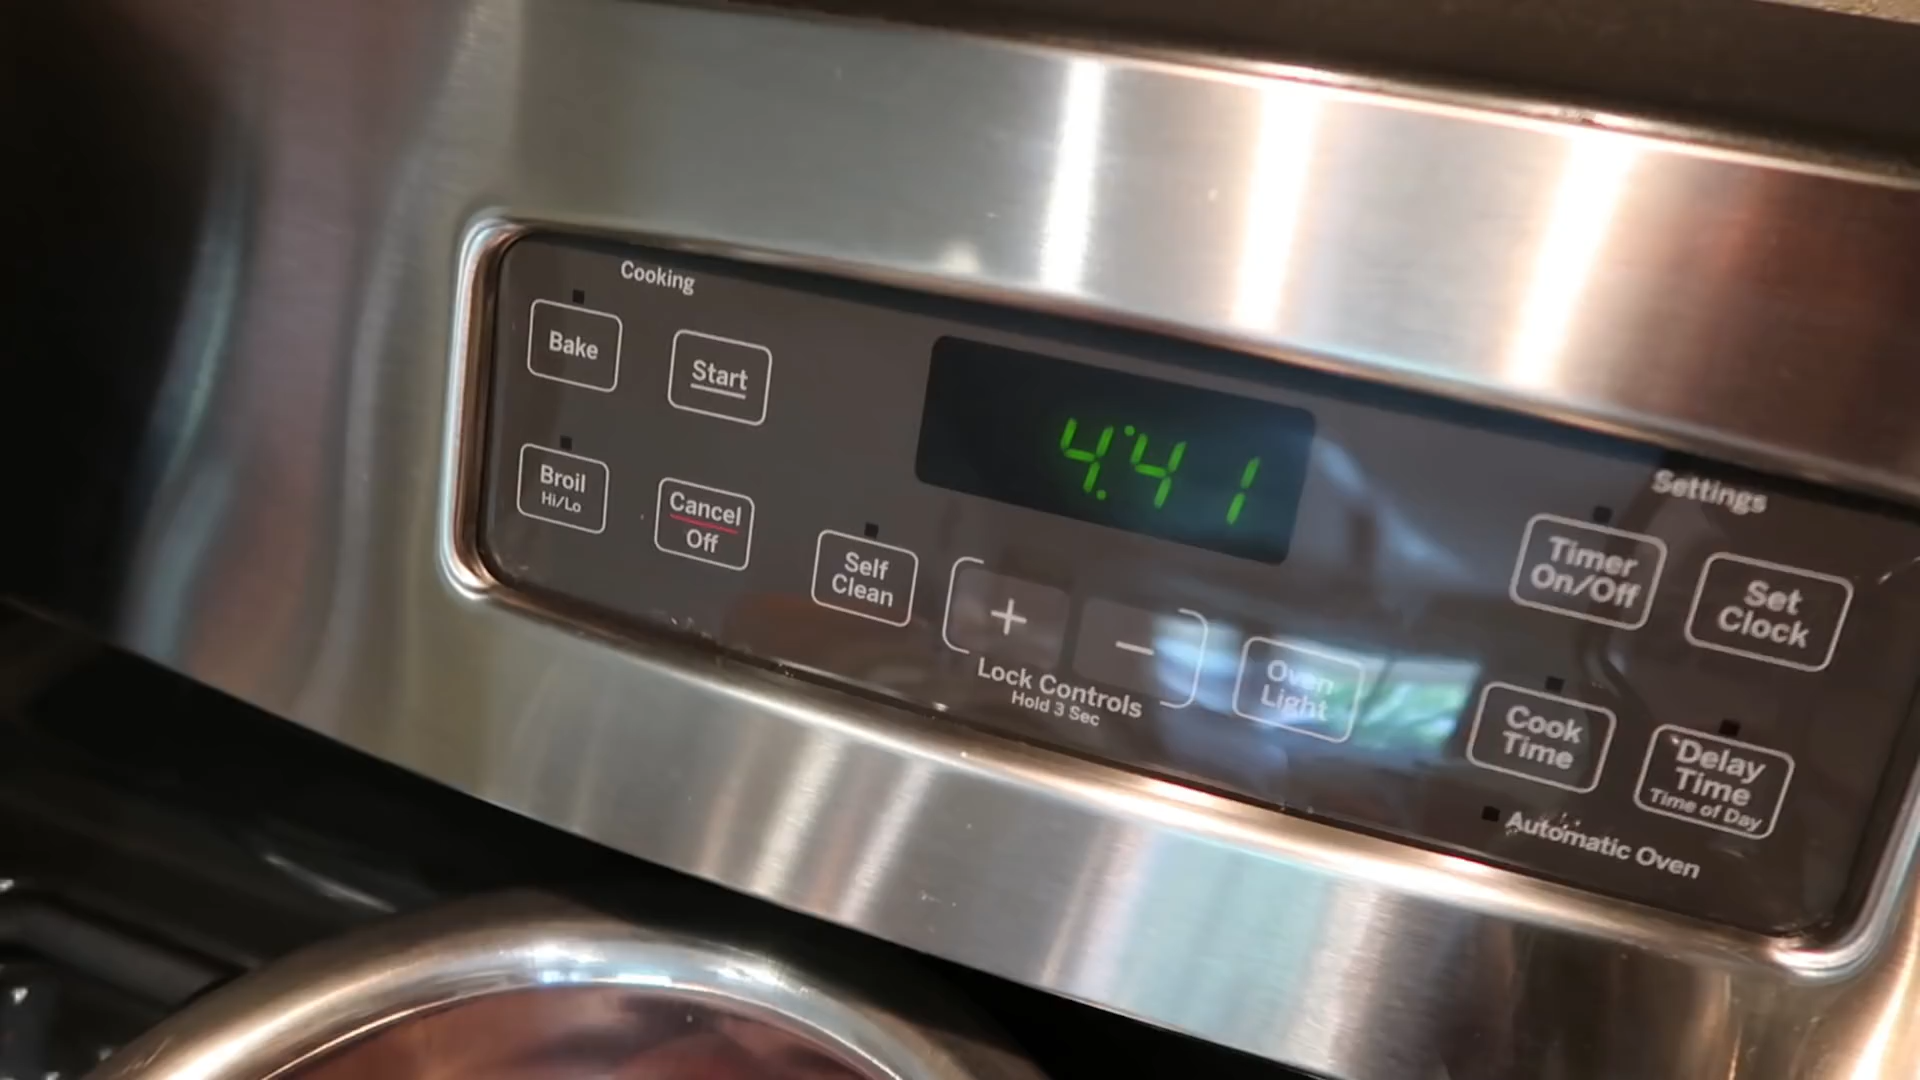 Cooking
Bake
Start
Broil
Hi/Lo
Cancel
Off
Self
Clean
4:41
+
−
Lock Controls
Hold 3 Sec
Oven
Light
Settings
Timer
On/Off
Set
Clock
Cook
Time
Delay
Time
Time of Day
Automatic Oven